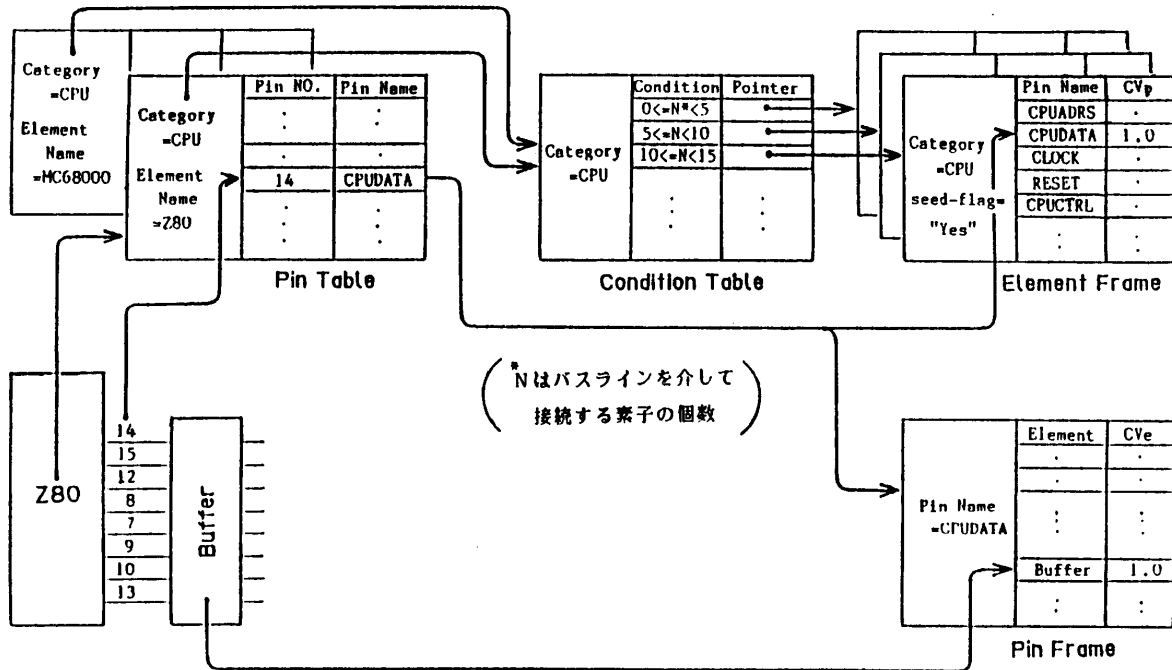 Category
=CPU
Element
Name
=MC68000
Category
=CPU
Element
Name
=Z80
Pin NO. Pin Name
14 CPUDATA
Pin Table
Category
=CPU
Condition Pointer
0<=N*<5
5<=N<10
10<=N<15
Condition Table
Category
=CPU
seed-flag=
"Yes"
Pin Name CVp
CPUADRS
CPUDATA 1.0
CLOCK
RESET
CPUCTRL
Element Frame
*Nはバスラインを介して
接続する素子の個数
Z80
14
15
12
8
7
9
10
13
Buffer
Pin Name
=CPUDATA
Element CVe
Buffer 1.0
Pin Frame